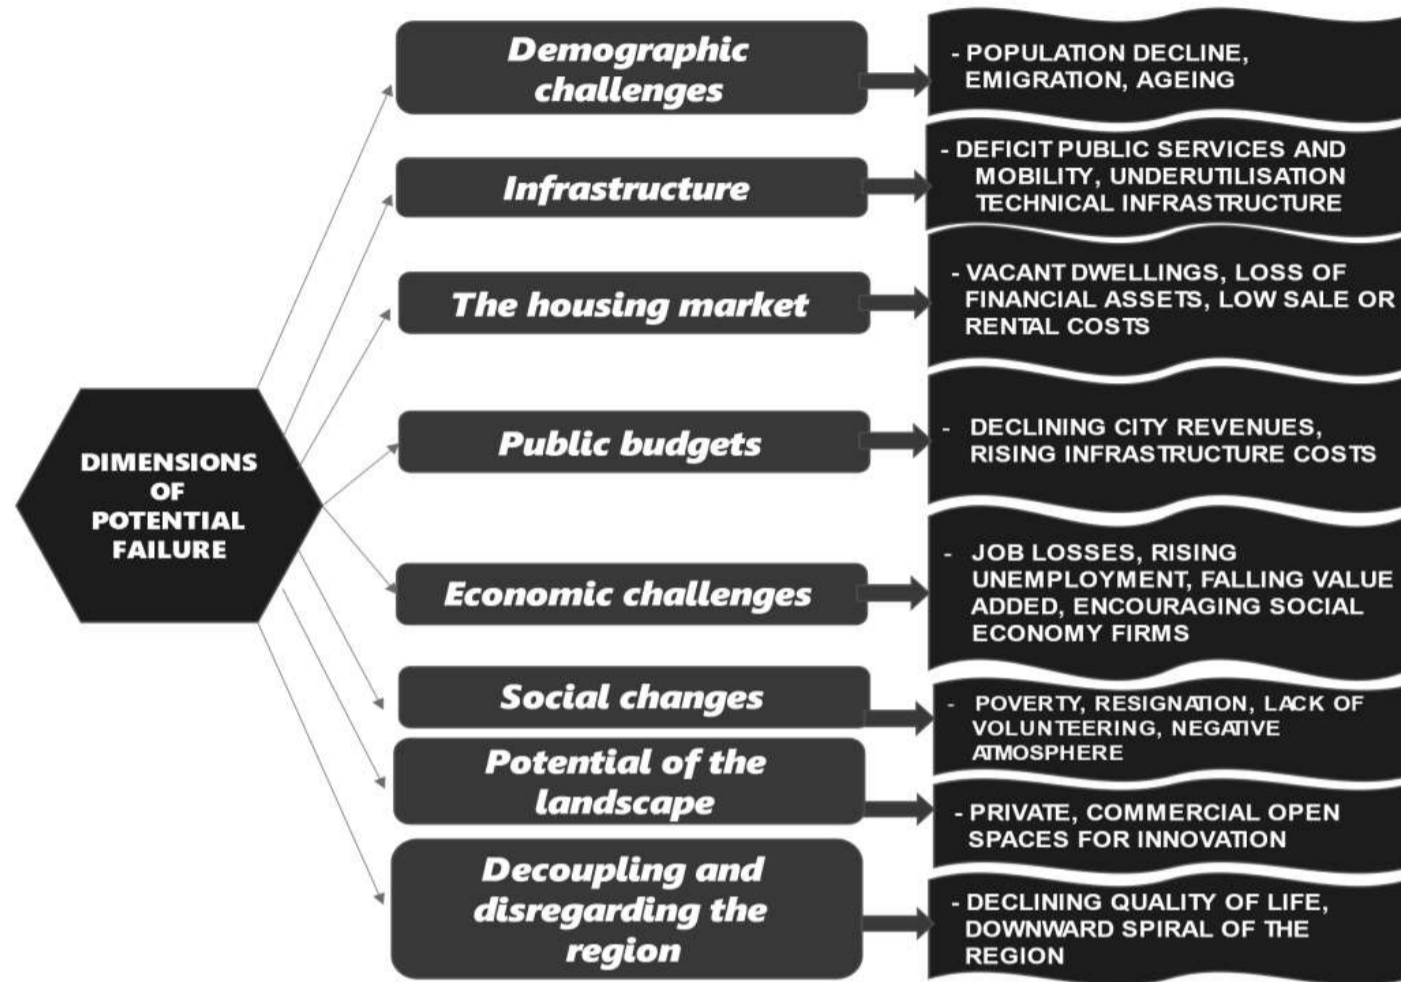 DIMENSIONS
OF
POTENTIAL
FAILURE
Demographic
challenges
- POPULATION DECLINE,
EMIGRATION, AGEING
Infrastructure
- DEFICIT PUBLIC SERVICES AND
MOBILITY, UNDERUTILISATION
TECHNICAL INFRASTRUCTURE
The housing market
- VACANT DWELLINGS, LOSS OF
FINANCIAL ASSETS, LOW SALE OR
RENTAL COSTS
Public budgets
- DECLINING CITY REVENUES,
RISING INFRASTRUCTURE COSTS
Economic challenges
- JOB LOSSES, RISING
UNEMPLOYMENT, FALLING VALUE
ADDED, ENCOURAGING SOCIAL
ECONOMY FIRMS
Social changes
- POVERTY, RESIGNATION, LACK OF
VOLUNTEERING, NEGATIVE
ATMOSPHERE
Potential of the
landscape
- PRIVATE, COMMERCIAL OPEN
SPACES FOR INNOVATION
Decoupling and
disregarding the
region
- DECLINING QUALITY OF LIFE,
DOWNWARD SPIRAL OF THE
REGION